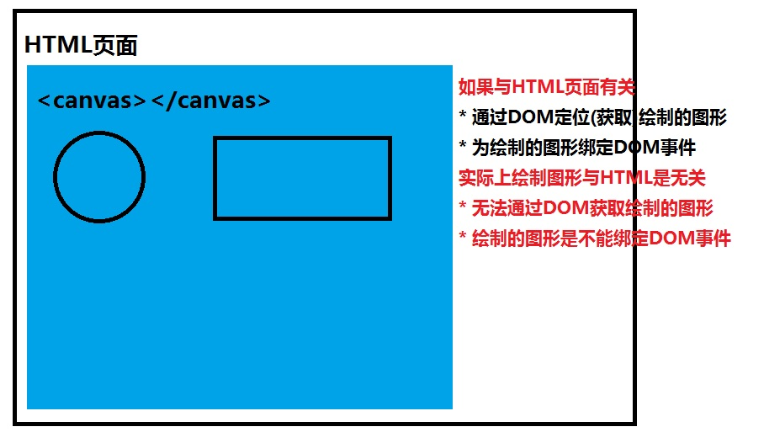 HTML页面
<canvas></canvas>
如果与HTML页面有关
* 通过DOM定位(获取)绘制的图形
* 为绘制的图形绑定DOM事件
实际上绘制图形与HTML是无关
* 无法通过DOM获取绘制的图形
* 绘制的图形是不能绑定DOM事件